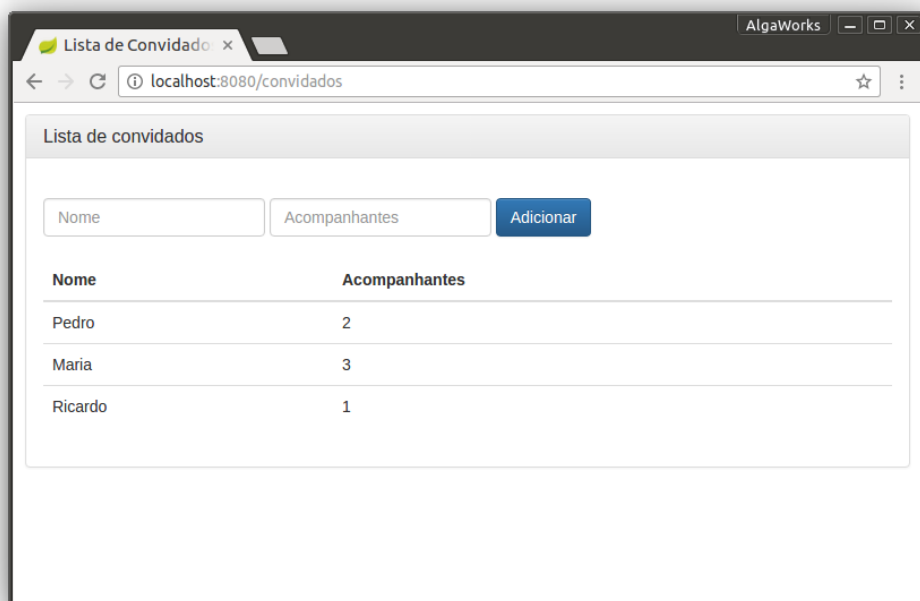 AlgaWorks
Lista de Convidado
localhost:8080/convidados
Lista de convidados
Nome Acompanhantes Adicionar
Nome Acompanhantes
Pedro 2
Maria 3
Ricardo 1